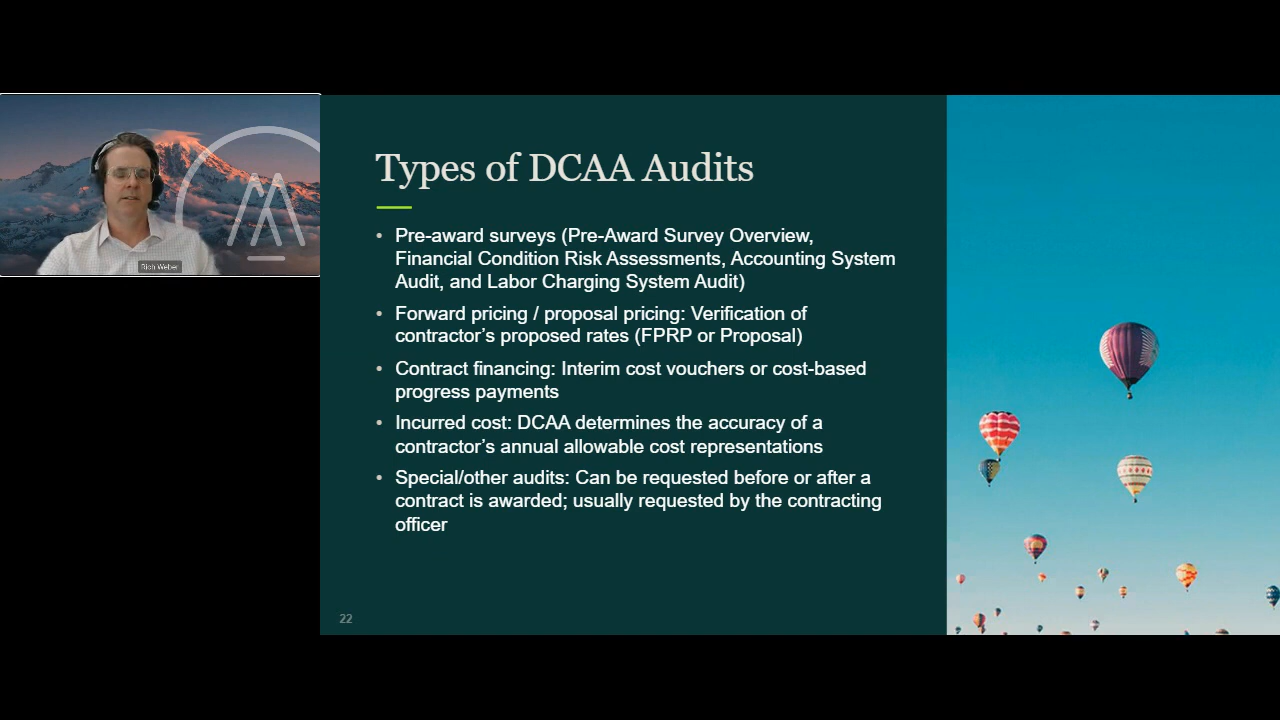 Rich Weber
Types of DCAA Audits
• Pre-award surveys (Pre-Award Survey Overview,
Financial Condition Risk Assessments, Accounting System
Audit, and Labor Charging System Audit)
• Forward pricing / proposal pricing: Verification of
contractor’s proposed rates (FPRP or Proposal)
• Contract financing: Interim cost vouchers or cost-based
progress payments
• Incurred cost: DCAA determines the accuracy of a
contractor’s annual allowable cost representations
• Special/other audits: Can be requested before or after a
contract is awarded; usually requested by the contracting
officer
22